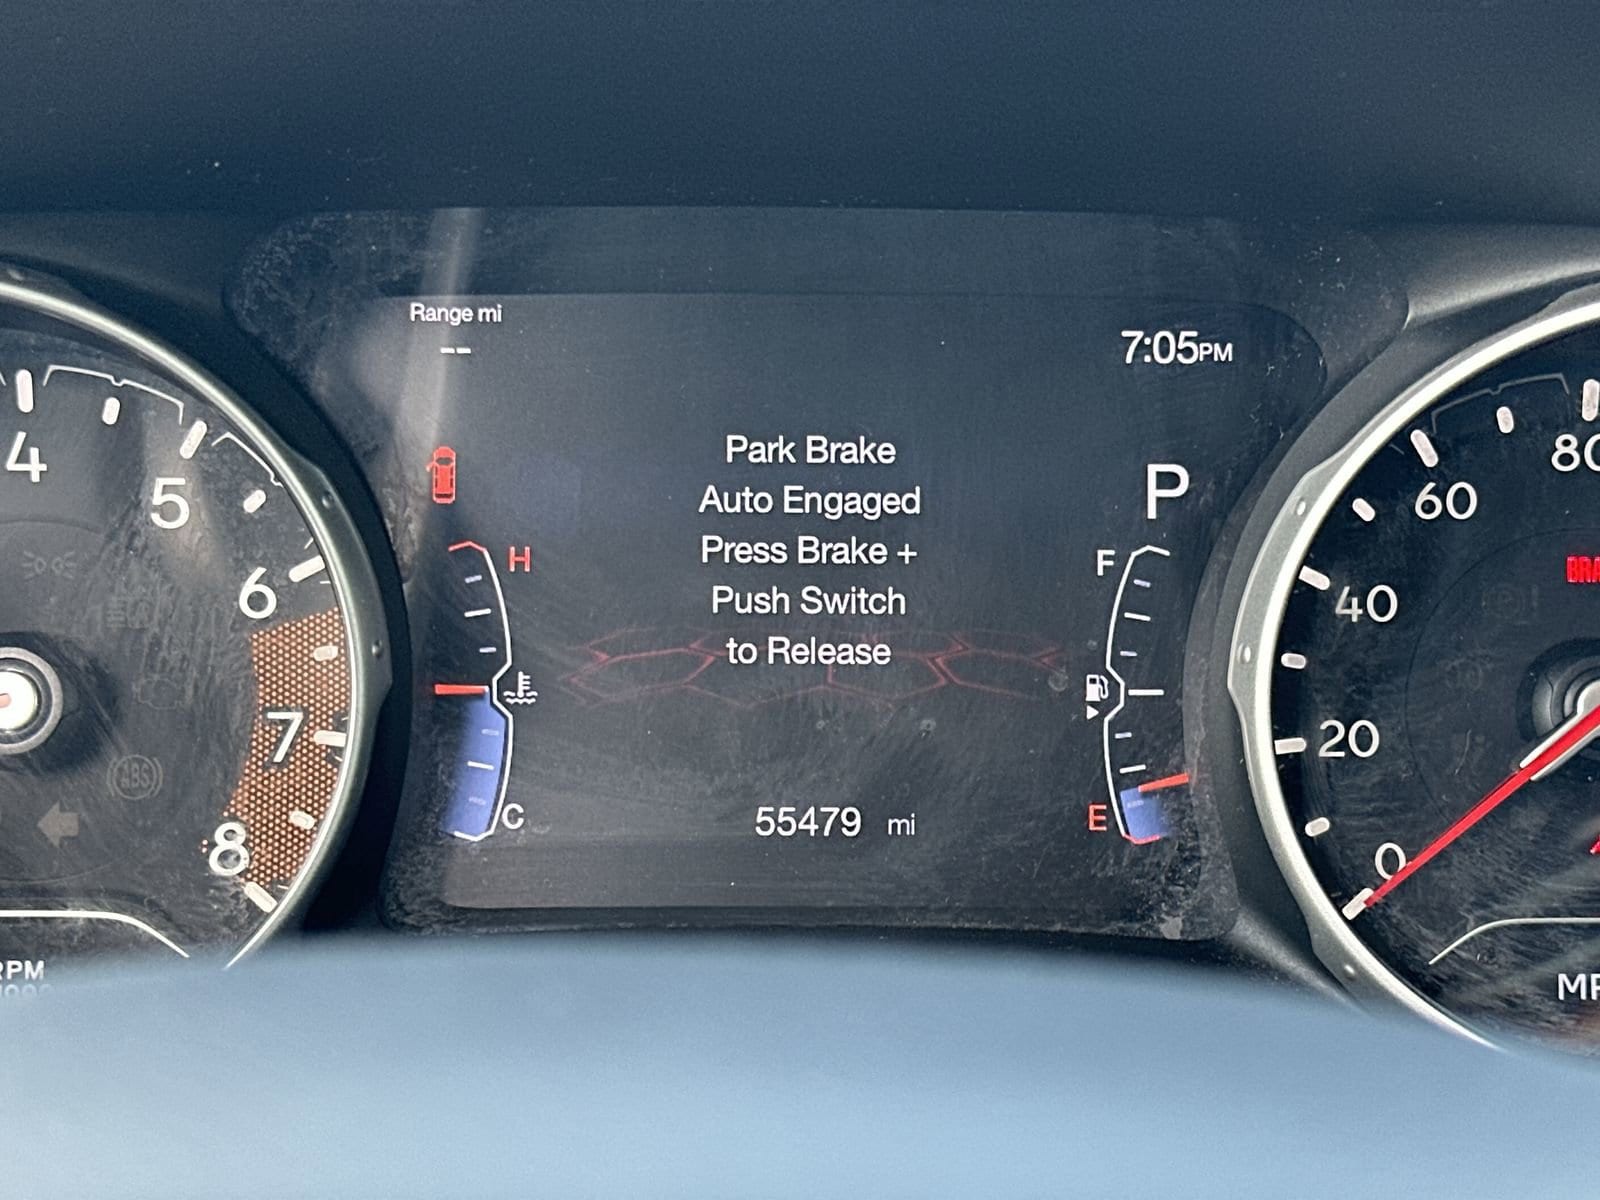 Range mi
--
7:05PM
Park Brake
Auto Engaged
Press Brake +
Push Switch
to Release
P
H
C
F
E
55479 mi
4
5
6
7
8
RPM
ABS
0
20
40
60
80